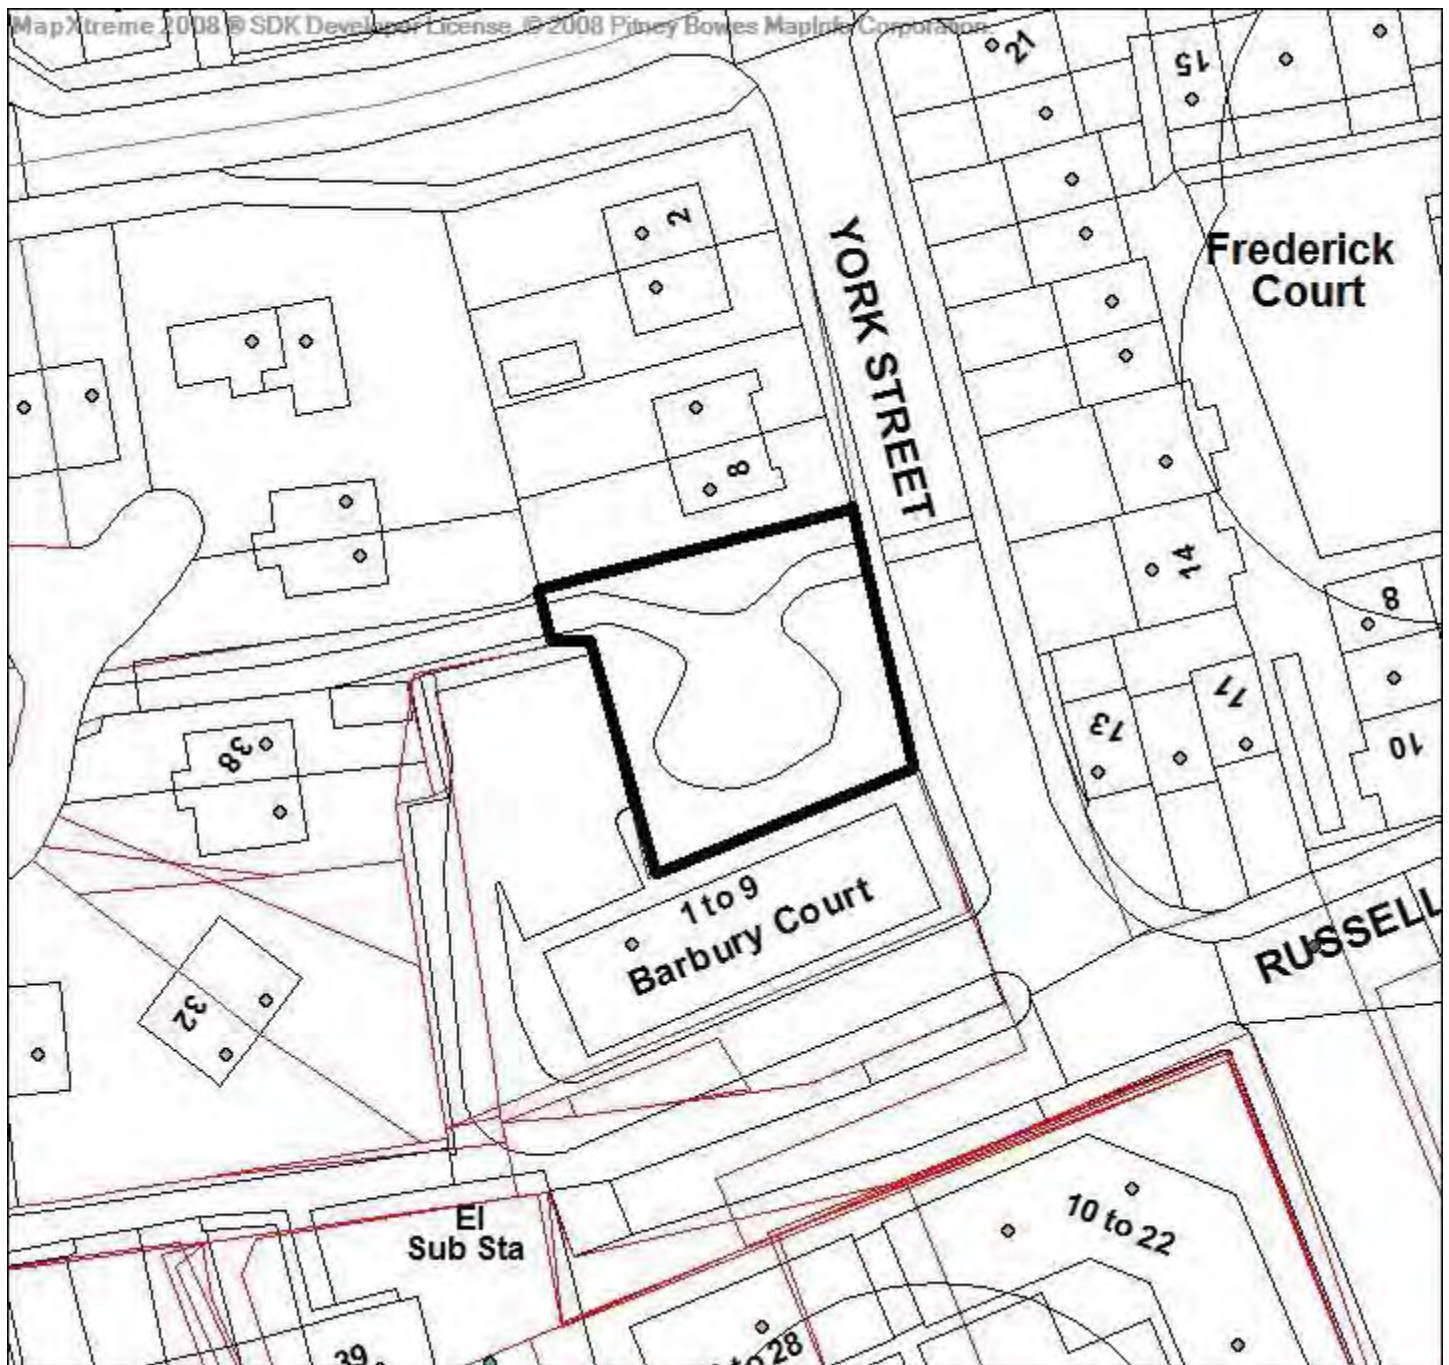 MapXtreme 2008 ® SDK Developer License. © 2008 Pitney Bowes MapInfo Corporation.
21
15
2
YORK STREET
Frederick
Court
8
14
8
11
13
10
38
1 to 9
Barbury Court
RUSSELL
32
10 to 22
El
Sub Sta
39
to 28